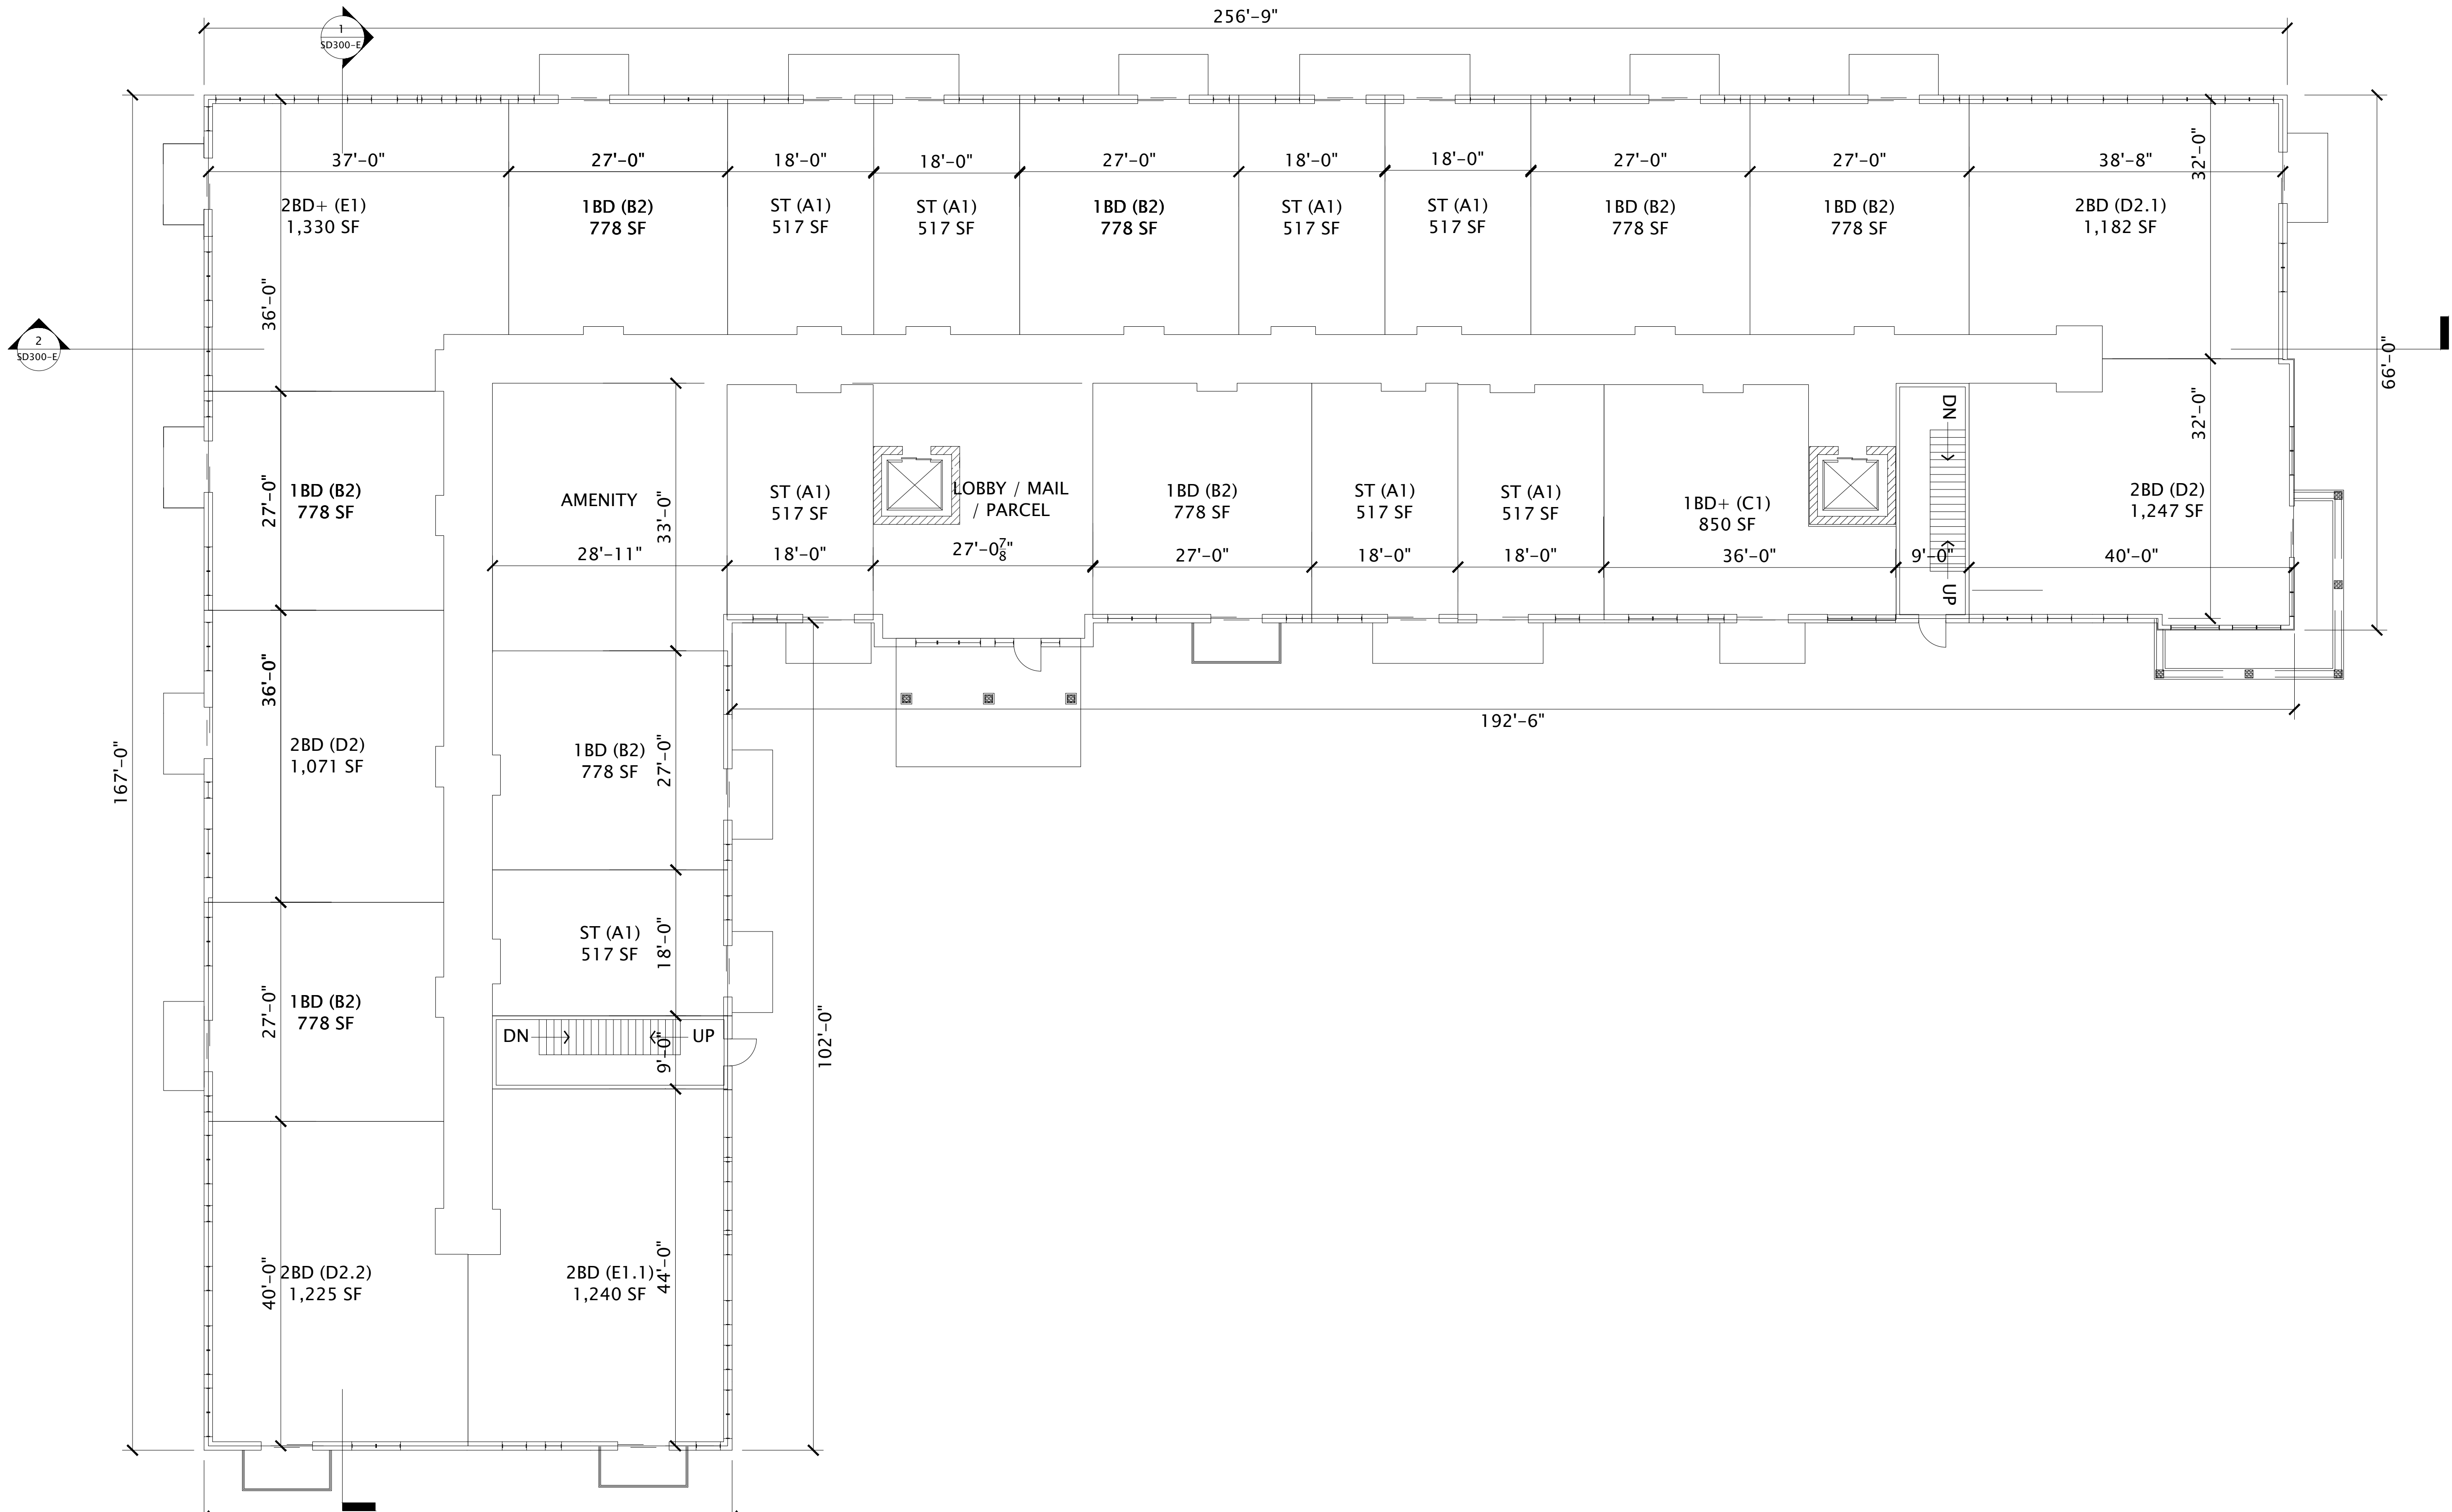 256'-9"
1
SD300-E
37'-0"
27'-0"
18'-0"
18'-0"
27'-0"
18'-0"
18'-0"
27'-0"
27'-0"
38'-8"
32'-0"
2BD+ (E1)
1,330 SF
1BD (B2)
778 SF
ST (A1)
517 SF
ST (A1)
517 SF
1BD (B2)
778 SF
ST (A1)
517 SF
ST (A1)
517 SF
1BD (B2)
778 SF
1BD (B2)
778 SF
2BD (D2.1)
1,182 SF
36'-0"
2
SD300-E
66'-0"
32'-0"
DN
1BD (B2)
778 SF
27'-0"
AMENITY
33'-0"
ST (A1)
517 SF
LOBBY / MAIL
/ PARCEL
1BD (B2)
778 SF
ST (A1)
517 SF
ST (A1)
517 SF
1BD+ (C1)
850 SF
2BD (D2)
1,247 SF
28'-11"
18'-0"
27'-0 7/8"
27'-0"
18'-0"
18'-0"
36'-0"
9'-0"
40'-0"
UP
36'-0"
192'-6"
167'-0"
2BD (D2)
1,071 SF
1BD (B2)
778 SF
27'-0"
ST (A1)
517 SF
18'-0"
1BD (B2)
778 SF
27'-0"
DN
UP
9'-0"
102'-0"
2BD (D2.2)
1,225 SF
40'-0"
2BD (E1.1)
1,240 SF
44'-0"